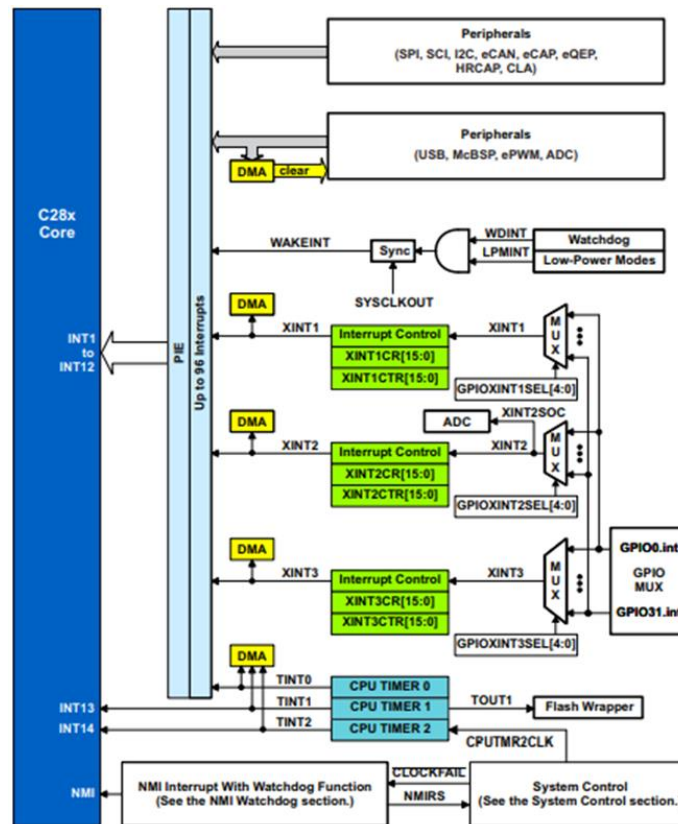 Peripherals
(SPI, SCI, I2C, eCAN, eCAP, eQEP,
HRCAP, CLA)
Peripherals
(USB, McBSP, ePWM, ADC)
DMA
clear
C28x
Core
WAKEINT
Sync
WDINT
Watchdog
LPMINT
Low-Power Modes
SYSCLKOUT
INT1
to
INT12
PIE
Up to 96 Interrupts
DMA
XINT1
Interrupt Control
XINT1CR[15:0]
XINT1CTR[15:0]
XINT1
MUX
GPIOXINT1SEL[4:0]
DMA
XINT2
Interrupt Control
XINT2CR[15:0]
XINT2CTR[15:0]
ADC
XINT2SOC
XINT2
MUX
GPIOXINT2SEL[4:0]
DMA
XINT3
Interrupt Control
XINT3CR[15:0]
XINT3CTR[15:0]
XINT3
MUX
GPIOXINT3SEL[4:0]
GPIO0.int
GPIO
MUX
GPIO31.int
DMA
TINT0
CPU TIMER 0
INT13
TINT1
CPU TIMER 1
TOUT1
Flash Wrapper
INT14
TINT2
CPU TIMER 2
CPUTMR2CLK
NMI
NMI Interrupt With Watchdog Function
(See the NMI Watchdog section.)
CLOCKFAIL
NMIRS
System Control
(See the System Control section.)